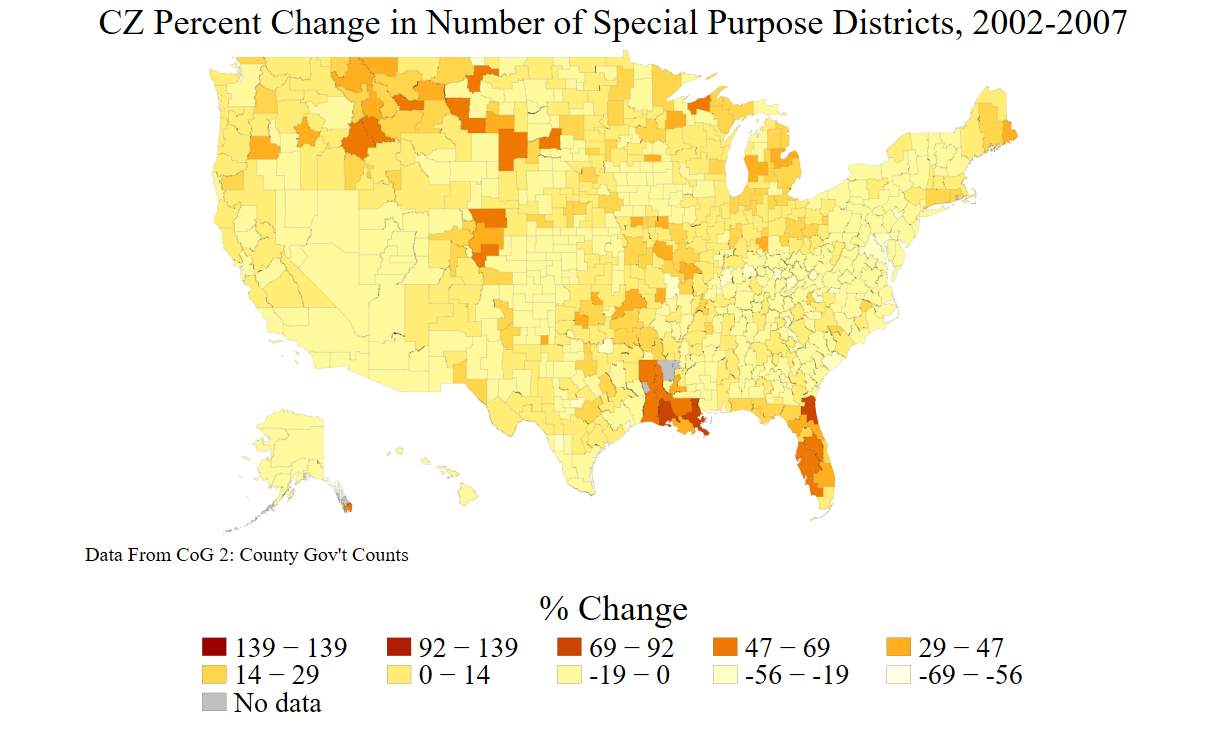 CZ Percent Change in Number of Special Purpose Districts, 2002-2007
Data From CoG 2: County Gov't Counts
% Change
139 − 139 92 − 139 69 − 92 47 − 69 29 − 47
14 − 29 0 − 14 -19 − 0 -56 − -19 -69 − -56
No data